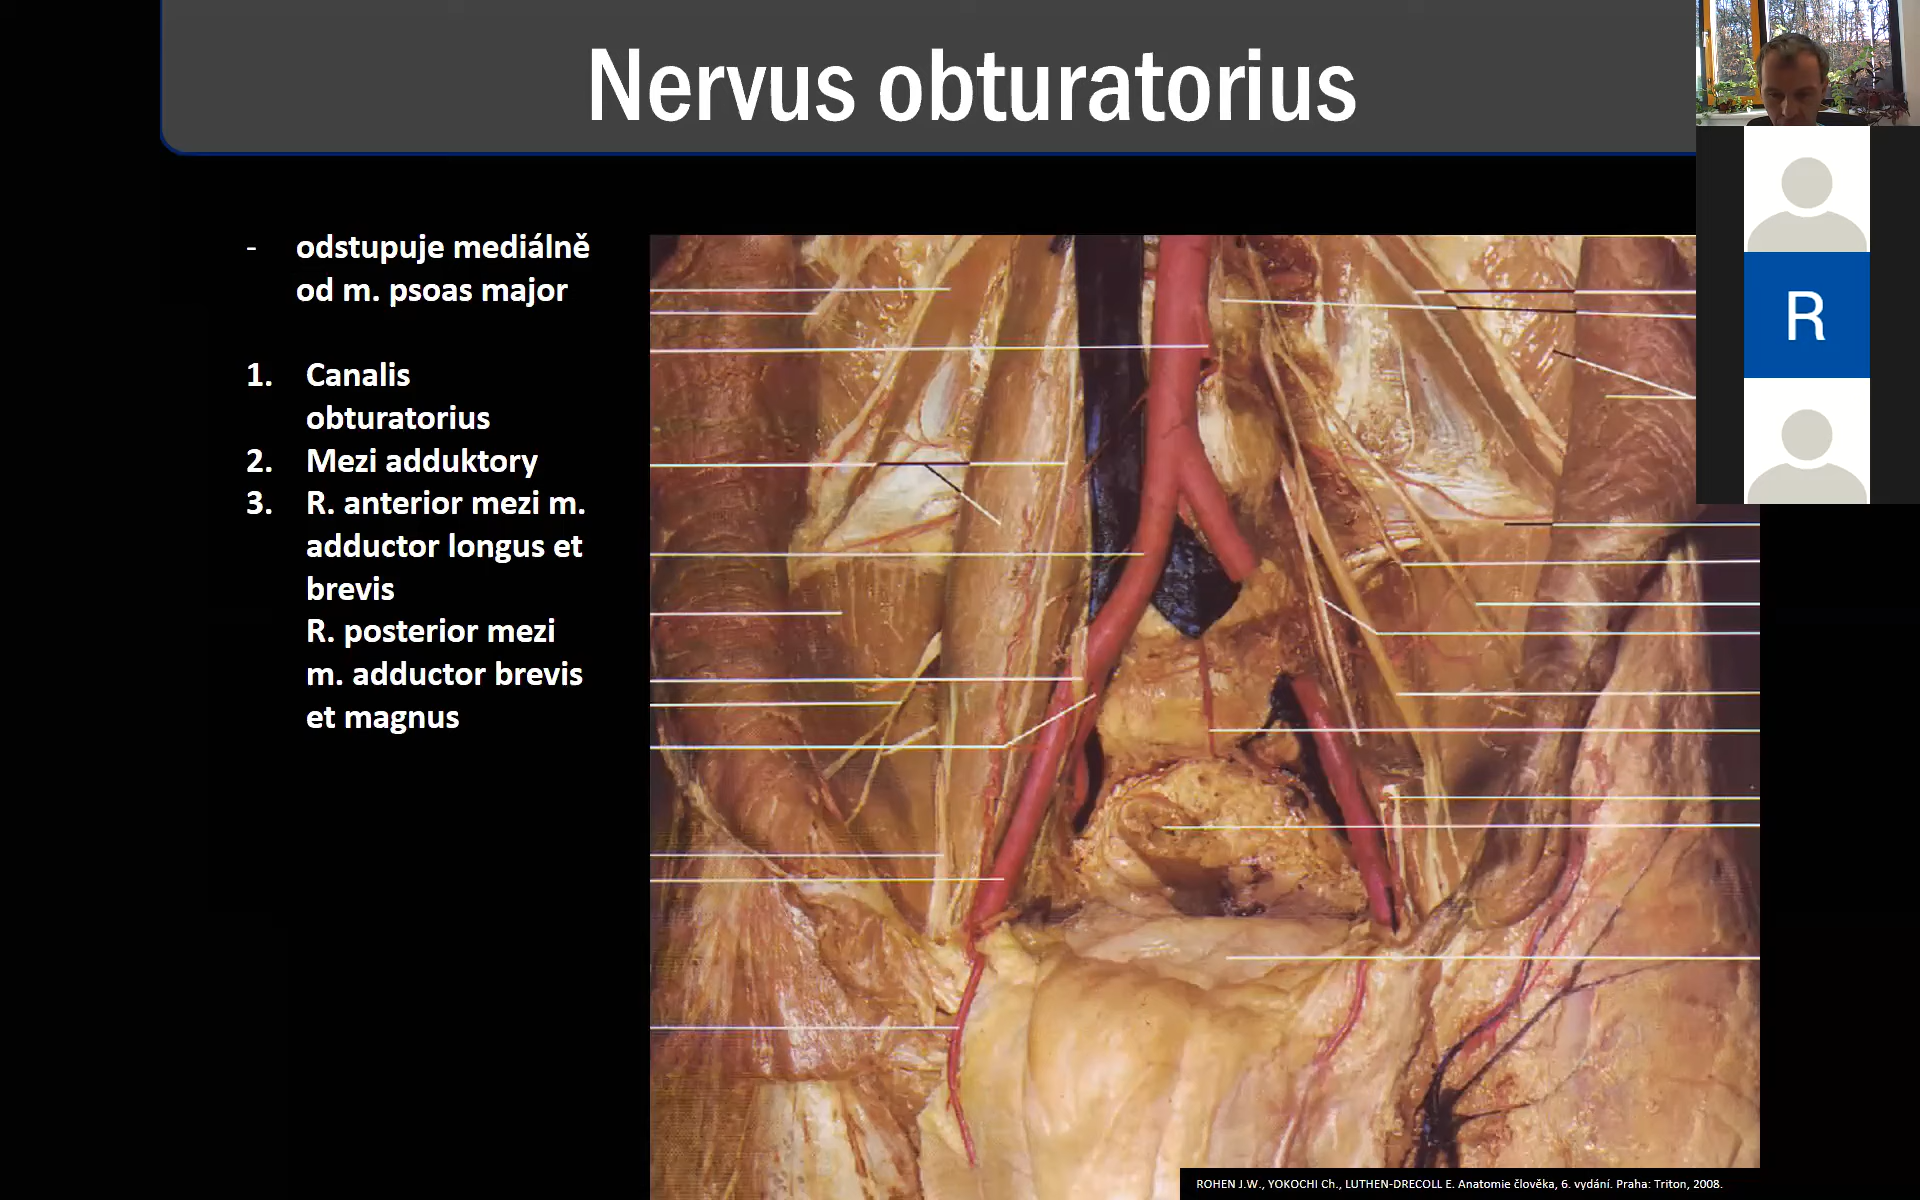 Nervus obturatorius
- odstupuje mediálně
od m. psoas major
1. Canalis
obturatorius
2. Mezi adduktory
3. R. anterior mezi m.
adductor longus et
brevis
R. posterior mezi
m. adductor brevis
et magnus
R
ROHEN J.W., YOKOCHI Ch., LUTHEN-DRECOLL E. Anatomie člověka, 6. vydání. Praha: Triton, 2008.